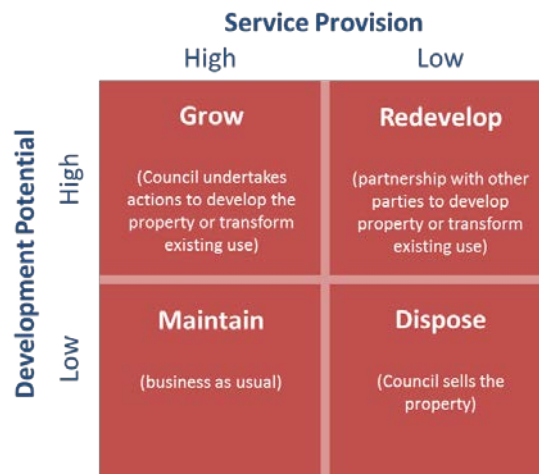 Service Provision
High
Low
Development Potential
High
Low
Grow
(Council undertakes
actions to develop the
property or transform
existing use)
Redevelop
(partnership with other
parties to develop
property or transform
existing use)
Maintain
(business as usual)
Dispose
(Council sells the
property)